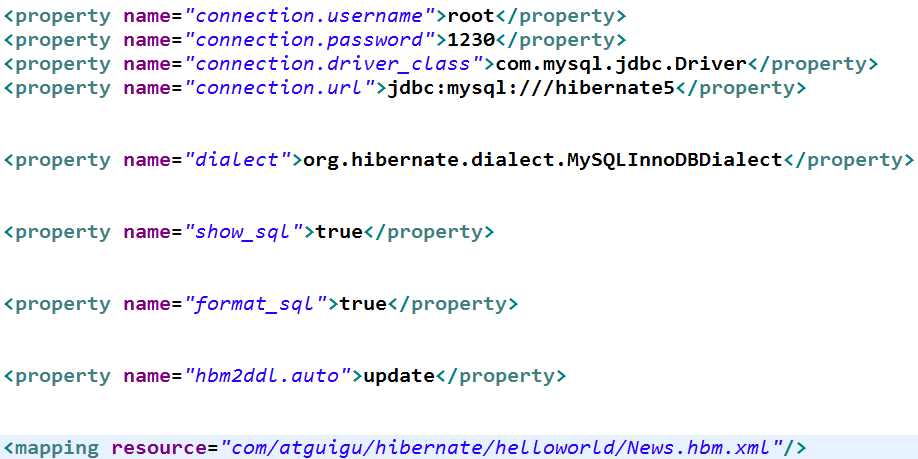 <property name="connection.username">root</property>
<property name="connection.password">1230</property>
<property name="connection.driver_class">com.mysql.jdbc.Driver</property>
<property name="connection.url">jdbc:mysql:///hibernate5</property>
<property name="dialect">org.hibernate.dialect.MySQLInnoDBDialect</property>
<property name="show_sql">true</property>
<property name="format_sql">true</property>
<property name="hbm2ddl.auto">update</property>
<mapping resource="com/atguigu/hibernate/helloworld/News.hbm.xml"/>